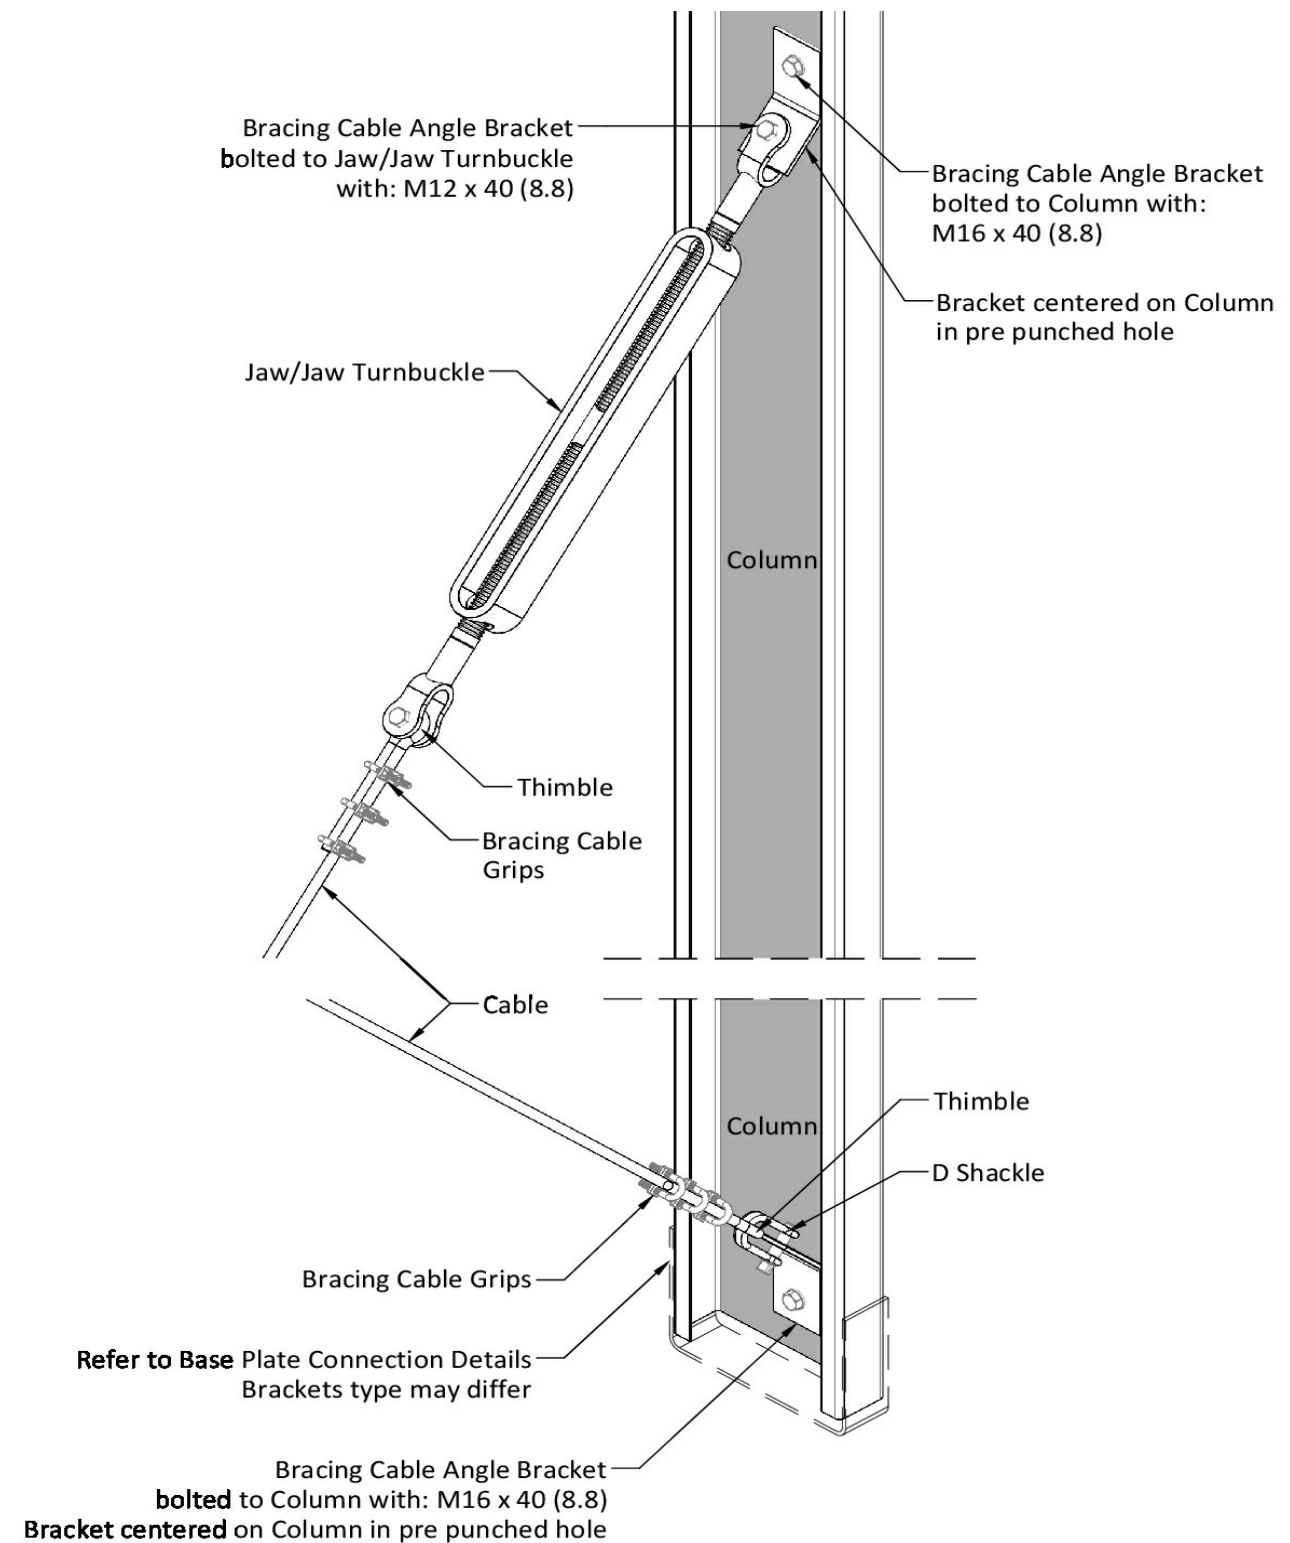 Bracing Cable Angle Bracket
bolted to Jaw/Jaw Turnbuckle
with: M12 x 40 (8.8)
Bracing Cable Angle Bracket
bolted to Column with:
M16 x 40 (8.8)
Bracket centered on Column
in pre punched hole
Jaw/Jaw Turnbuckle
Column
Thimble
Bracing Cable
Grips
Cable
Thimble
Column
D Shackle
Bracing Cable Grips
Refer to Base Plate Connection Details
Brackets type may differ
Bracing Cable Angle Bracket
bolted to Column with: M16 x 40 (8.8)
Bracket centered on Column in pre punched hole